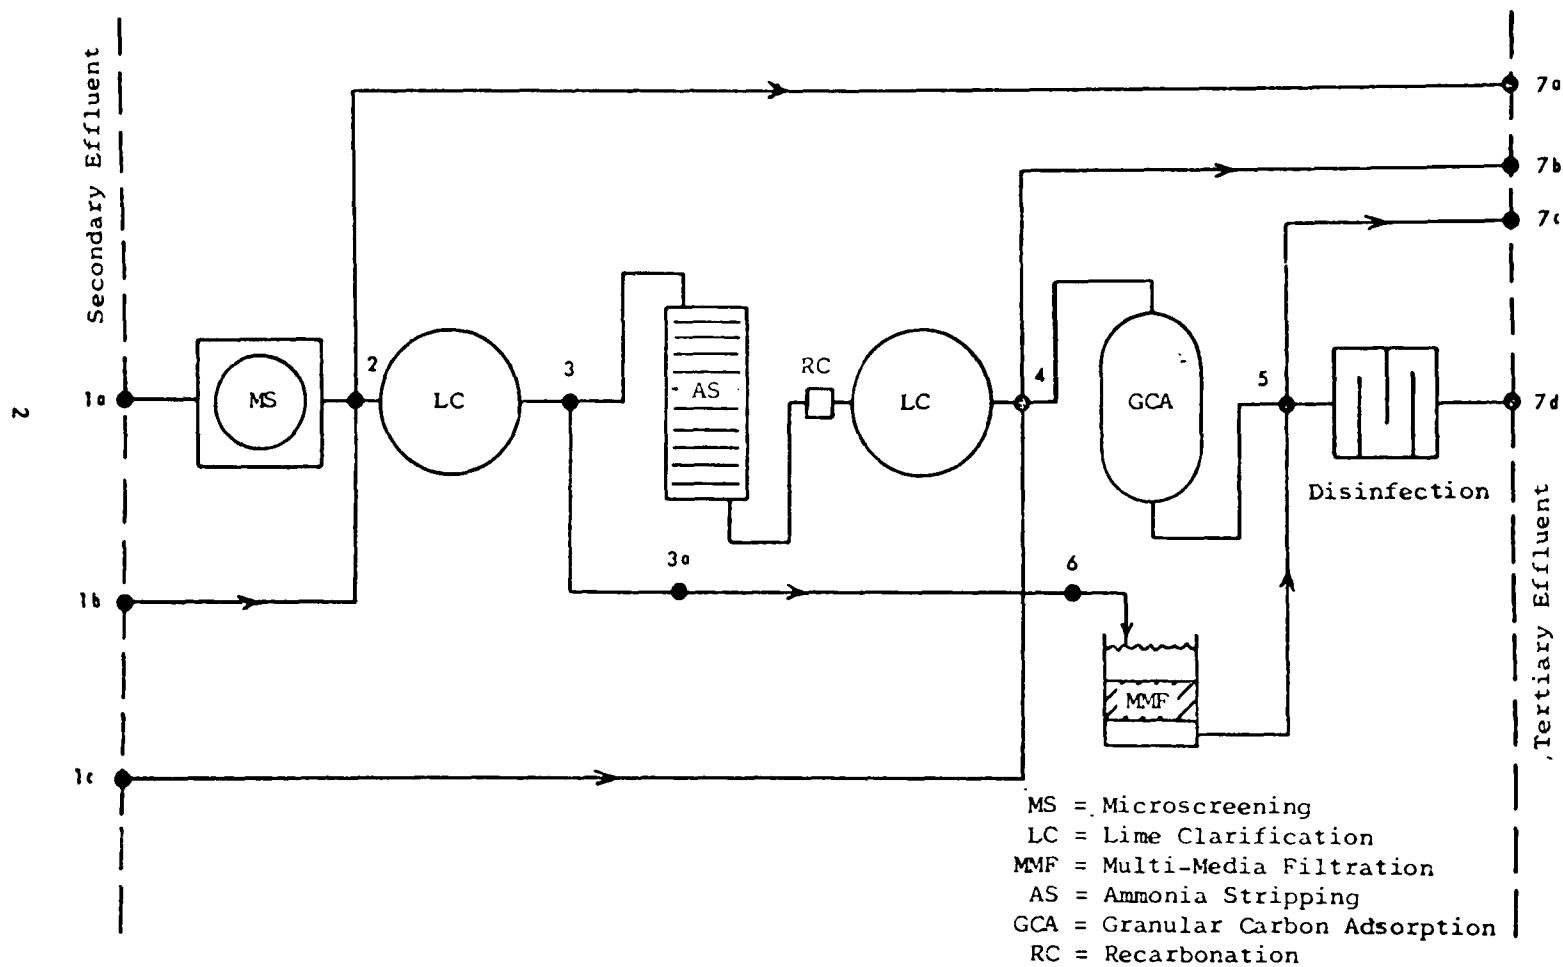 7a
7b
7c
Secondary Effluent
1a
MS
2
LC
3
AS
RC
LC
4
GCA
5
7d
Disinfection
2
1b
3a
6
MMF
Tertiary Effluent
1c
MS = Microscreening
LC = Lime Clarification
MMF = Multi-Media Filtration
AS = Ammonia Stripping
GCA = Granular Carbon Adsorption
RC = Recarbonation